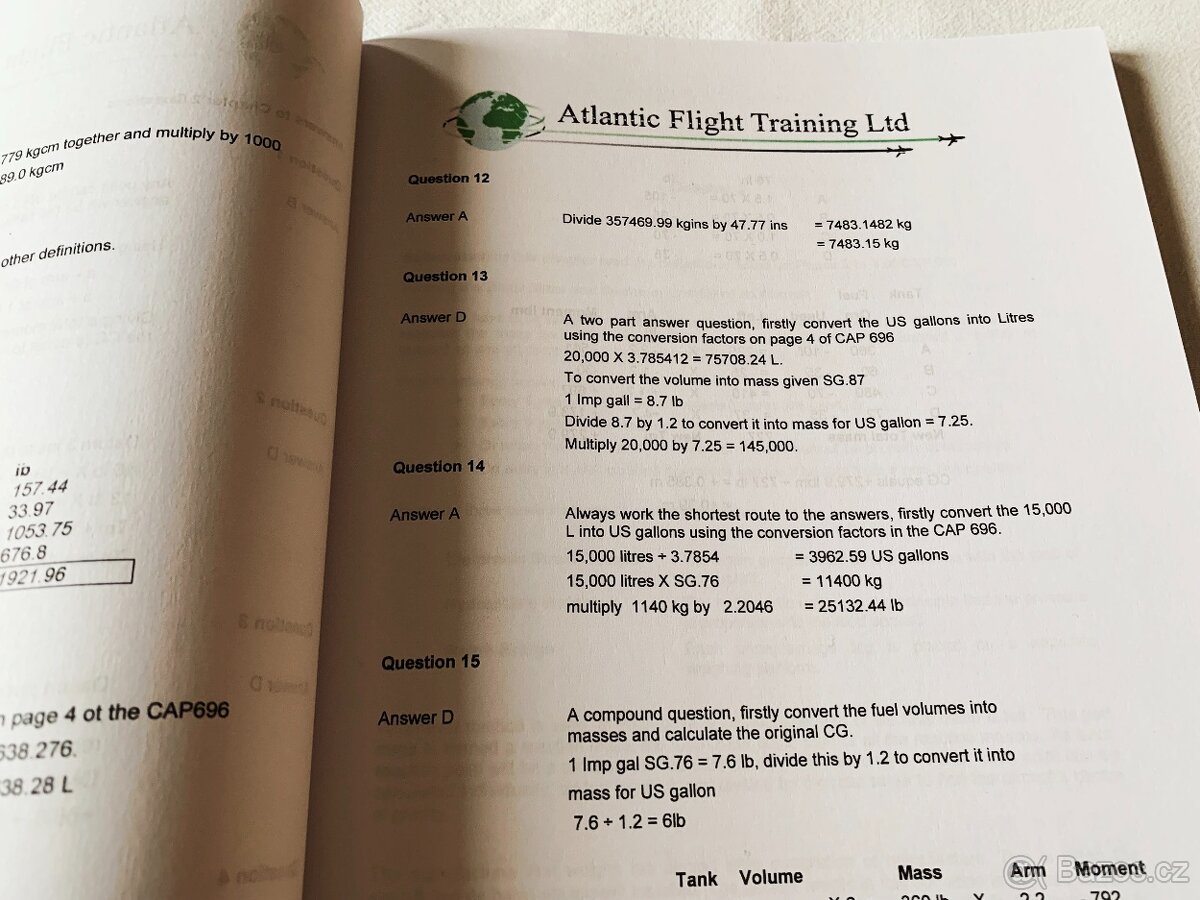 779 kgcm together and multiply by 1000
89.0 kgcm
other definitions.
lb
157.44
33.97
1053.75
676.8
1921.96
page 4 of the CAP696
638.276.
38.28 L
Atlantic Flight Training Ltd
Question 12
Answer A Divide 357469.99 kgins by 47.77 ins = 7483.1482 kg
= 7483.15 kg
Question 13
Answer D A two part answer question, firstly convert the US gallons into Litres
using the conversion factors on page 4 of CAP 696
20,000 X 3.785412 = 75708.24 L.
To convert the volume into mass given SG.87
1 Imp gall = 8.7 lb
Divide 8.7 by 1.2 to convert it into mass for US gallon = 7.25.
Multiply 20,000 by 7.25 = 145,000.
Question 14
Answer A Always work the shortest route to the answers, firstly convert the 15,000
L into US gallons using the conversion factors in the CAP 696.
15,000 litres ÷ 3.7854 = 3962.59 US gallons
15,000 litres X SG.76 = 11400 kg
multiply 1140 kg by 2.2046 = 25132.44 lb
Question 15
Answer D A compound question, firstly convert the fuel volumes into
masses and calculate the original CG.
1 Imp gal SG.76 = 7.6 lb, divide this by 1.2 to convert it into
mass for US gallon
7.6 ÷ 1.2 = 6lb
Tank Volume Mass Arm Moment
X 2.2 792
Bazos.cz